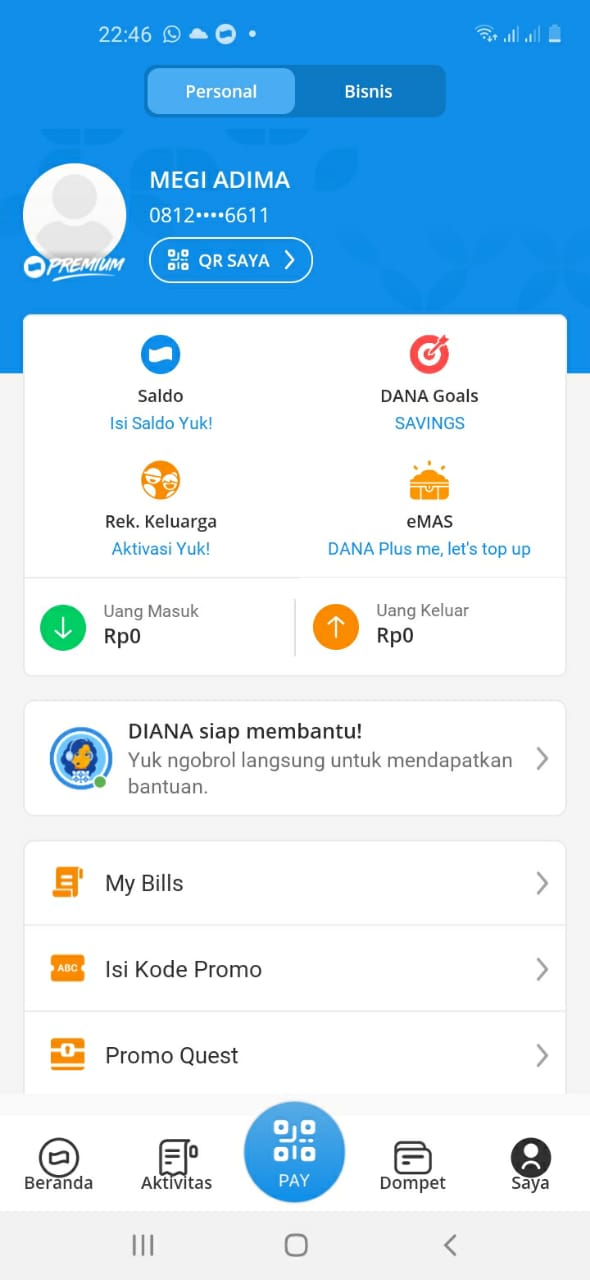 22:46
Personal
Bisnis
MEGI ADIMA
0812••••6611
PREMIUM
QR SAYA
Saldo
Isi Saldo Yuk!
DANA Goals
SAVINGS
Rek. Keluarga
Aktivasi Yuk!
eMAS
DANA Plus me, let's top up
Uang Masuk
Rp0
Uang Keluar
Rp0
DIANA siap membantu!
Yuk ngobrol langsung untuk mendapatkan
bantuan.
My Bills
ABC
Isi Kode Promo
Promo Quest
Beranda
Aktivitas
PAY
Dompet
Saya